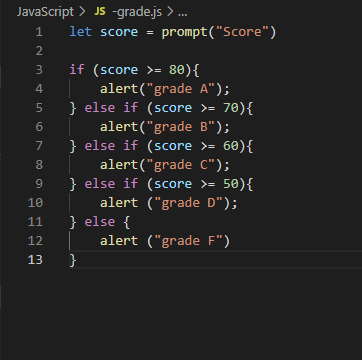 JavaScript > JS -grade.js > ...
1 let score = prompt("Score")
2
3 if (score >= 80){
4 alert("grade A");
5 } else if (score >= 70){
6 alert("grade B");
7 } else if (score >= 60){
8 alert("grade C");
9 } else if (score >= 50){
10 alert ("grade D");
11 } else {
12 alert ("grade F")
13 }